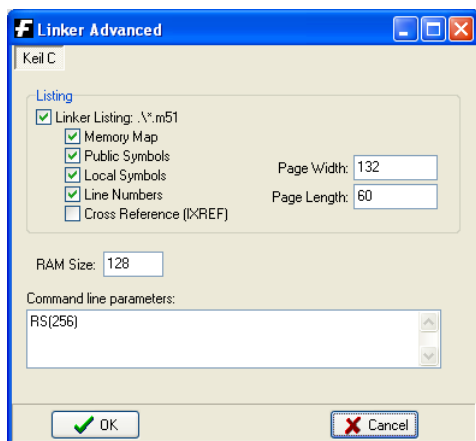 Linker Advanced
Keil C
Listing
Linker Listing: .\*.m51
Memory Map
Public Symbols
Local Symbols
Line Numbers
Cross Reference (IXREF)
Page Width: 132
Page Length: 60
RAM Size: 128
Command line parameters:
RS(256)
OK
Cancel